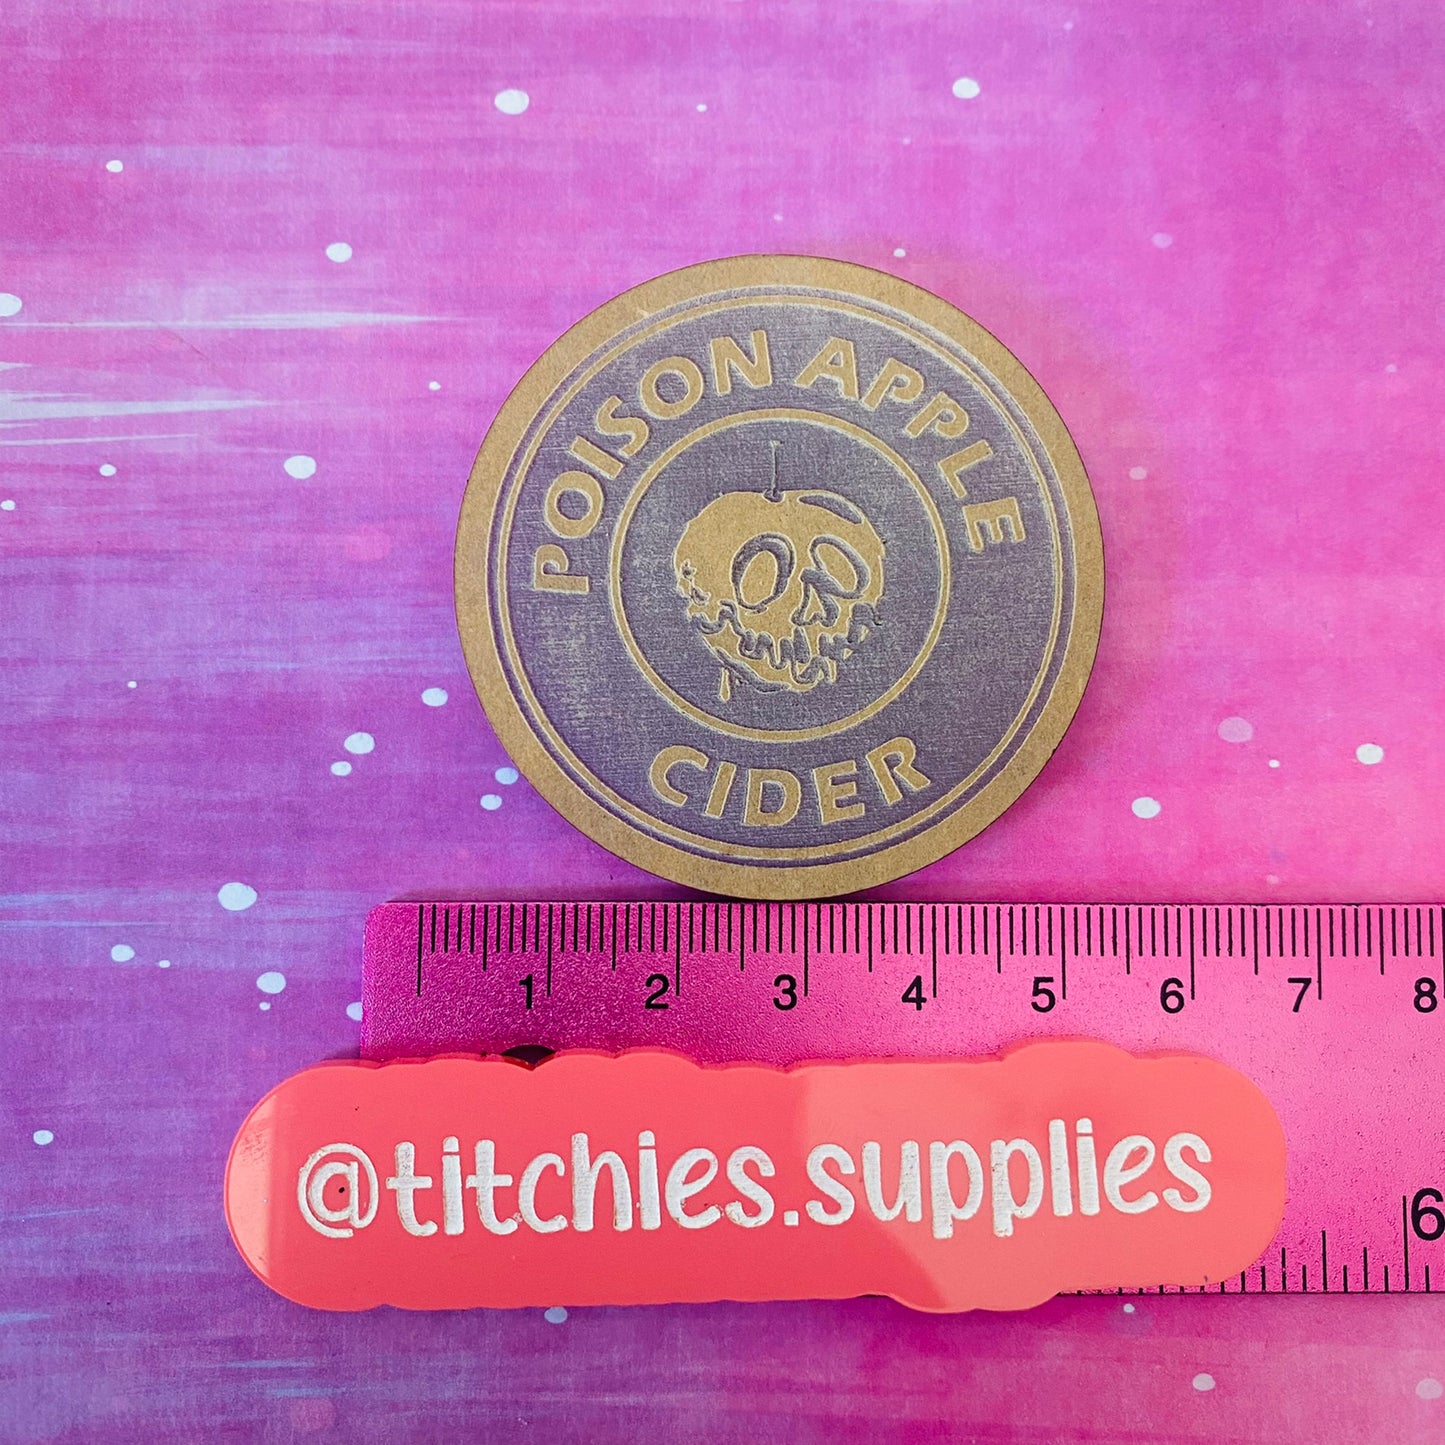 POISON APPLE
CIDER
1 2 3 4 5 6 7 8
@titchies.supplies
6